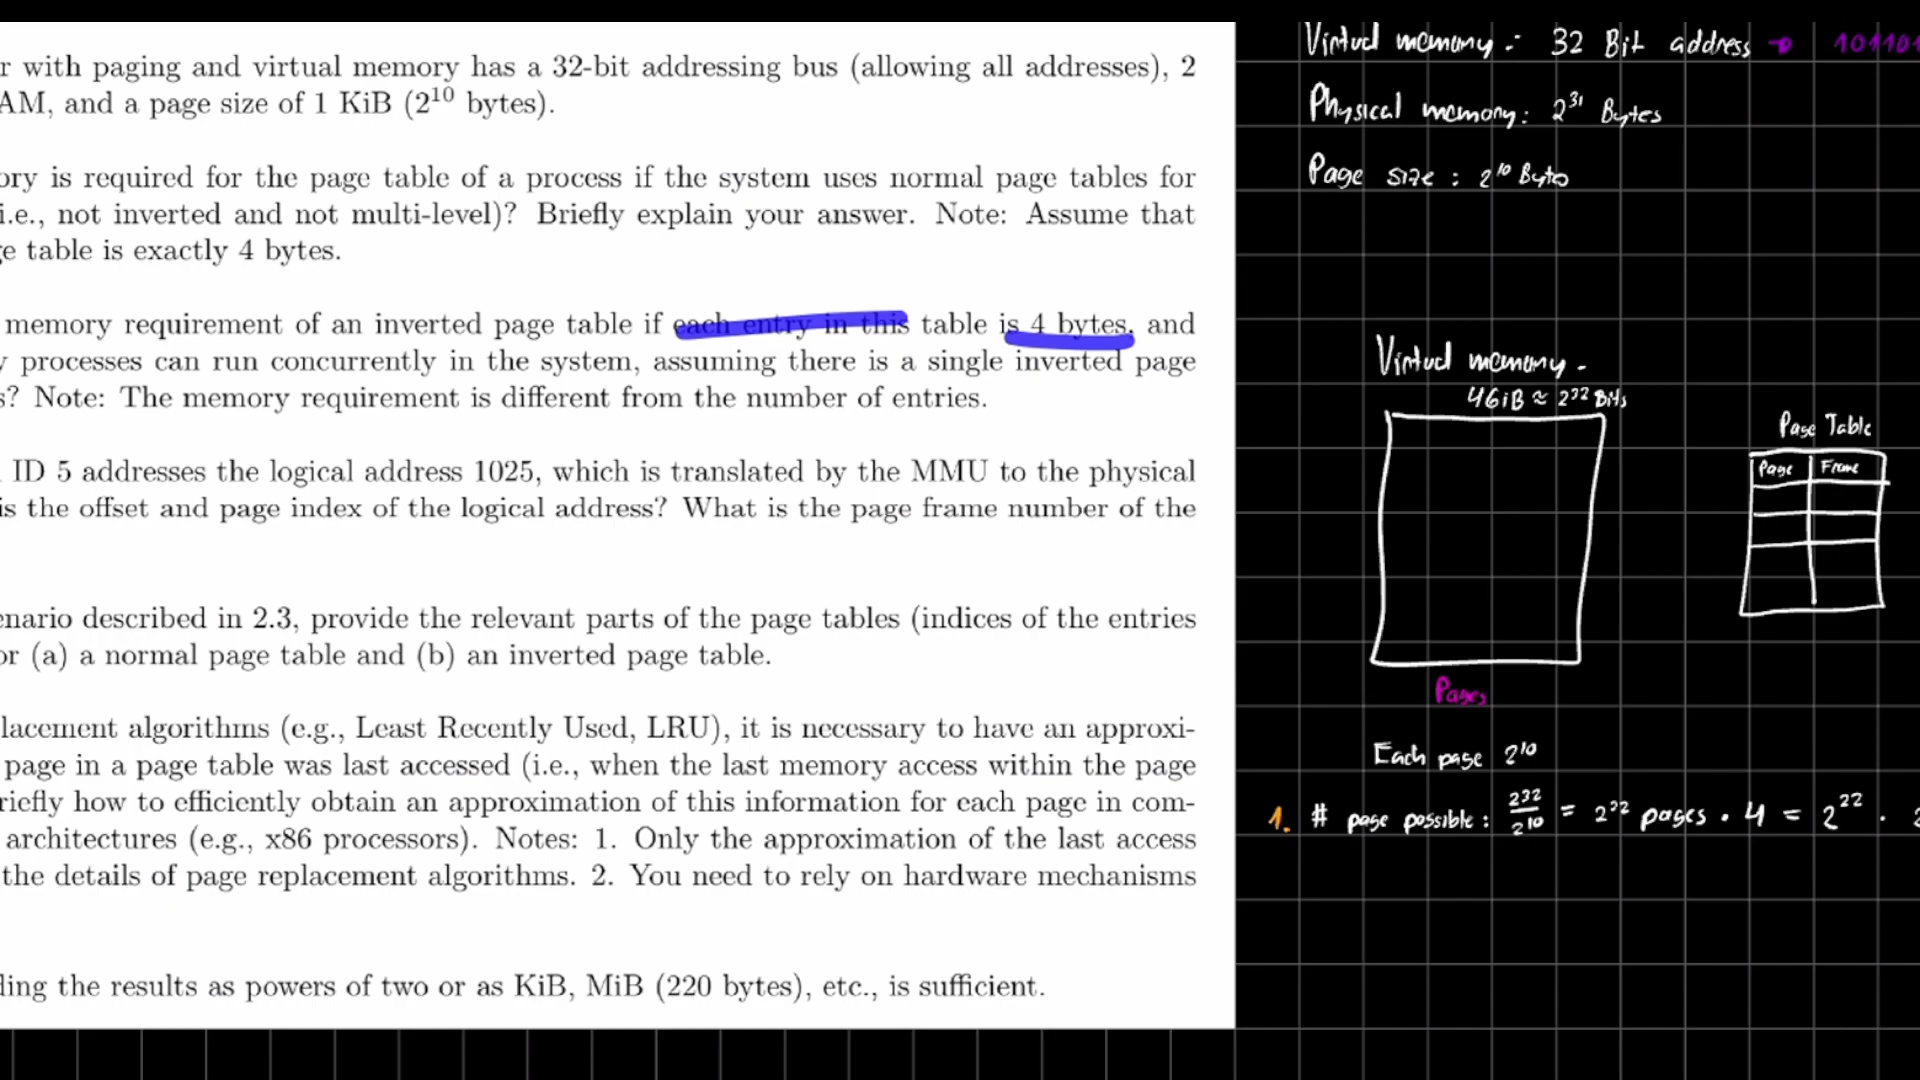 r with paging and virtual memory has a 32-bit addressing bus (allowing all addresses), 2
AM, and a page size of 1 KiB (2^10 bytes).
ory is required for the page table of a process if the system uses normal page tables for
i.e., not inverted and not multi-level)? Briefly explain your answer. Note: Assume that
e table is exactly 4 bytes.
memory requirement of an inverted page table if each entry in this table is 4 bytes, and
y processes can run concurrently in the system, assuming there is a single inverted page
s? Note: The memory requirement is different from the number of entries.
ID 5 addresses the logical address 1025, which is translated by the MMU to the physical
is the offset and page index of the logical address? What is the page frame number of the
enario described in 2.3, provide the relevant parts of the page tables (indices of the entries
or (a) a normal page table and (b) an inverted page table.
lacement algorithms (e.g., Least Recently Used, LRU), it is necessary to have an approxi-
page in a page table was last accessed (i.e., when the last memory access within the page
riefly how to efficiently obtain an approximation of this information for each page in com-
architectures (e.g., x86 processors). Notes: 1. Only the approximation of the last access
the details of page replacement algorithms. 2. You need to rely on hardware mechanisms
ling the results as powers of two or as KiB, MiB (220 bytes), etc., is sufficient.
Virtual memory : 32 Bit address → 101101
Physical memory : 2^31 Bytes
Page size : 2^10 Bytes
Virtual memory .
4GiB ≈ 2^32 Bits
Page Table
Page Frame
Pages
Each page 2^10
1. # page possible : 2^32 / 2^10 = 2^22 pages · 4 = 2^22 ·